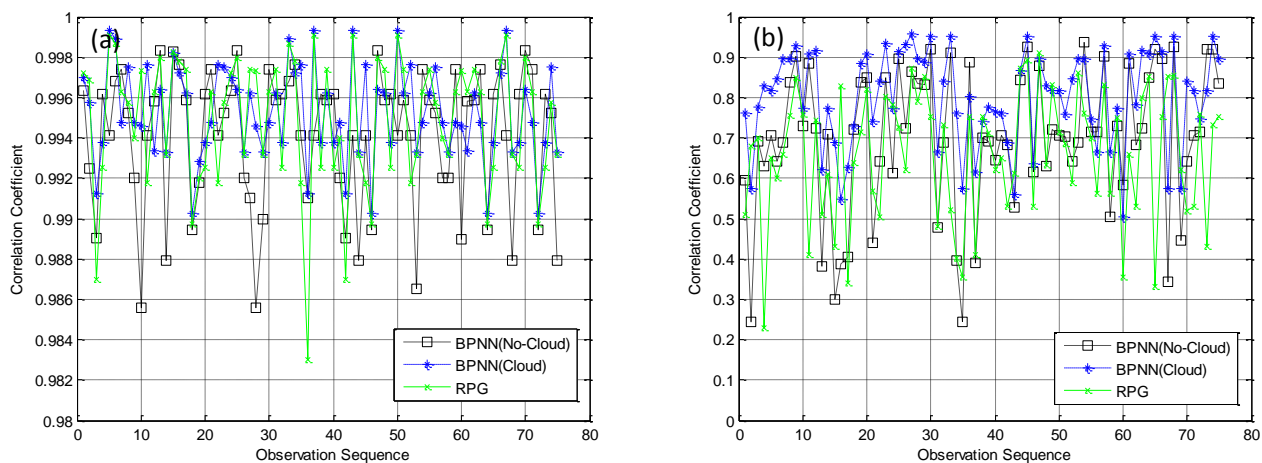 (a)
Correlation Coefficient
0.998
0.996
0.994
0.992
0.99
0.988
0.986
0.984
0.982
0.98
0 10 20 30 40 50 60 70 80
Observation Sequence
BPNN(No-Cloud)
BPNN(Cloud)
RPG
(b)
Correlation Coefficient
1
0.9
0.8
0.7
0.6
0.5
0.4
0.3
0.2
0.1
0
0 10 20 30 40 50 60 70 80
Observation Sequence
BPNN(No-Cloud)
BPNN(Cloud)
RPG